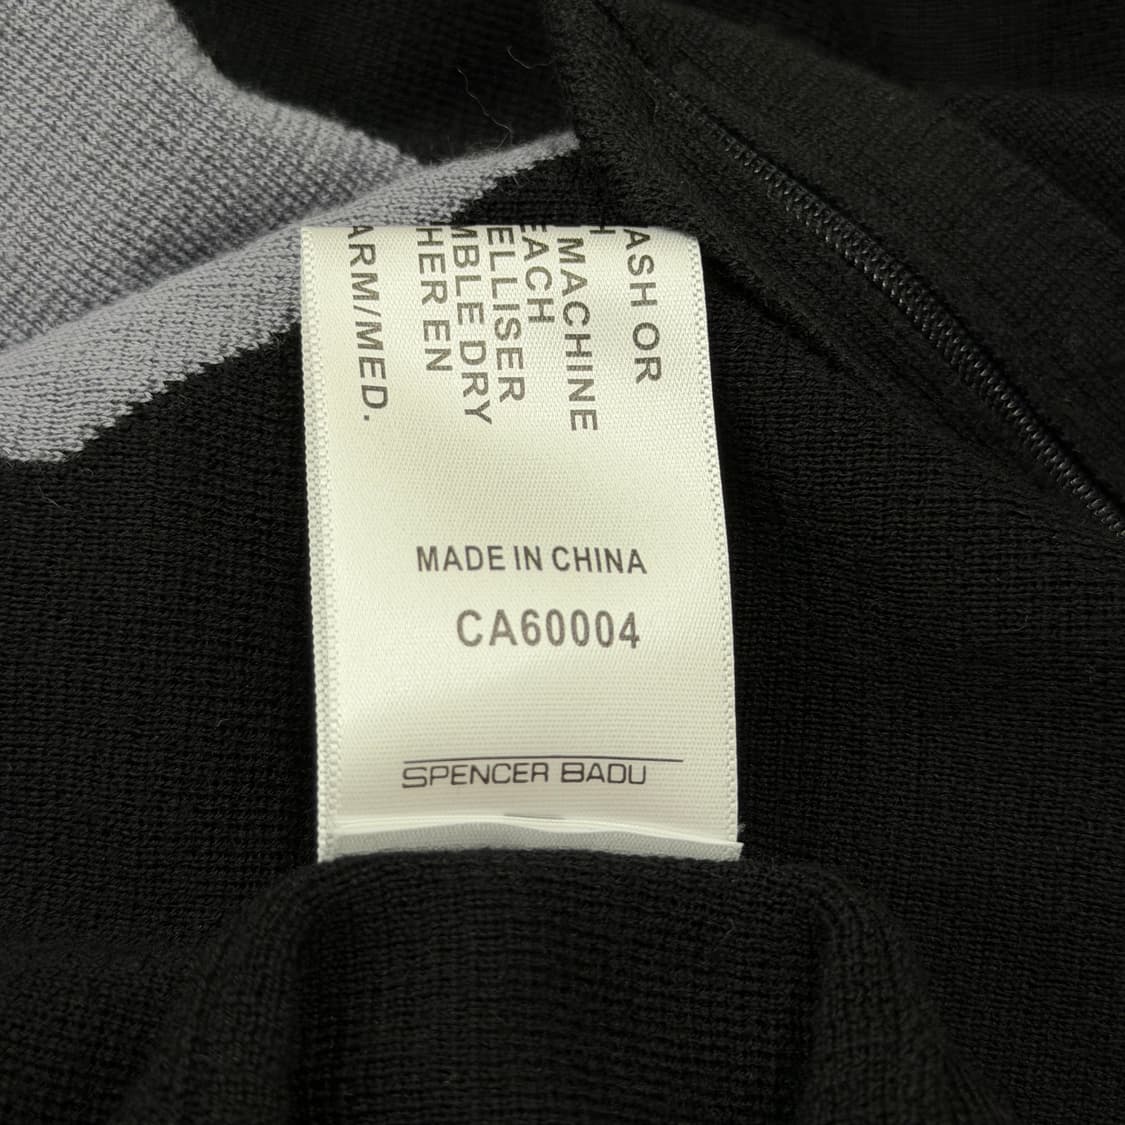 ASH OR
H
MACHINE
EACH
ELLISER
MBLE DRY
HER EN
ARM/MED.
MADE IN CHINA
CA60004
SPENCER BADU